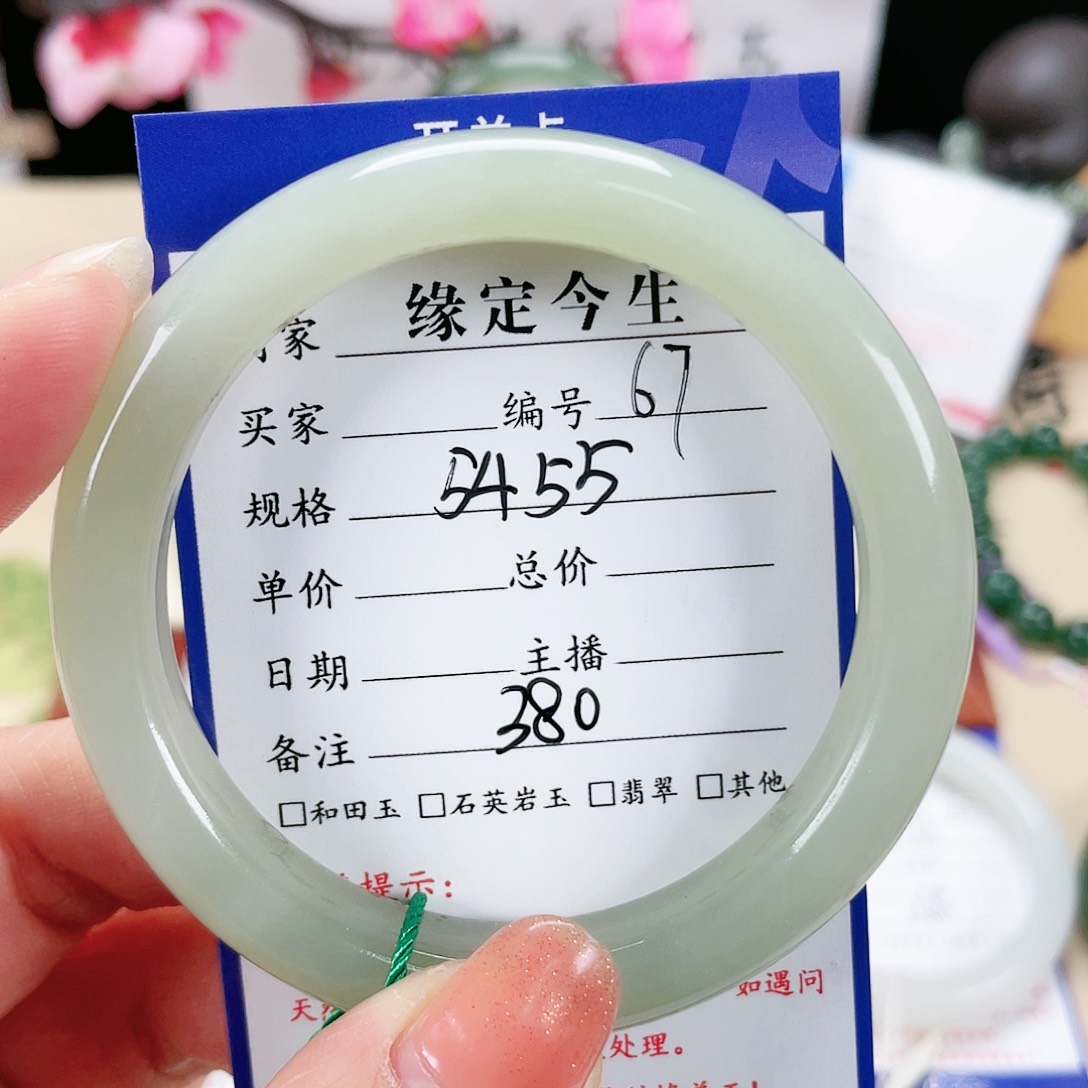 家 缘定今生
买家 编号 67
规格 5455
单价 总价
日期 主播
备注 380
□和田玉 □石英岩玉 □翡翠 □其他
提示：
天然 如遇问
处理。